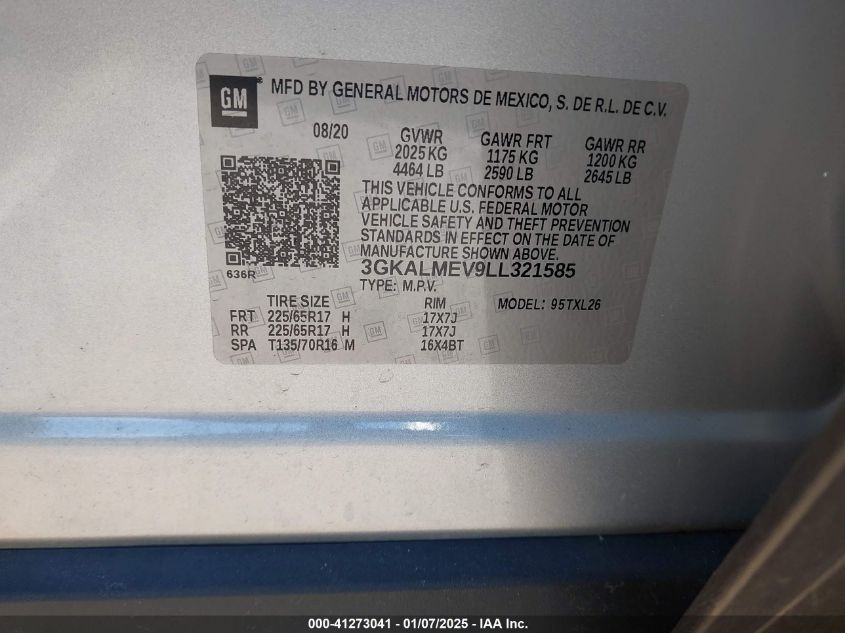 GM
MFD BY GENERAL MOTORS DE MEXICO, S. DE R.L. DE C.V.
08/20 GVWR GAWR FRT GAWR RR
2025 KG 1175 KG 1200 KG
4464 LB 2590 LB 2645 LB
THIS VEHICLE CONFORMS TO ALL
APPLICABLE U.S. FEDERAL MOTOR
VEHICLE SAFETY AND THEFT PREVENTION
STANDARDS IN EFFECT ON THE DATE OF
MANUFACTURE SHOWN ABOVE.
636R 3GKALMEV9LL321585
TYPE: M.P.V. MODEL: 95TXL26
TIRE SIZE RIM
FRT 225/65R17 H 17X7J
RR 225/65R17 H 17X7J
SPA T135/70R16 M 16X4BT
000-41273041 - 01/07/2025 - © IAA Inc.